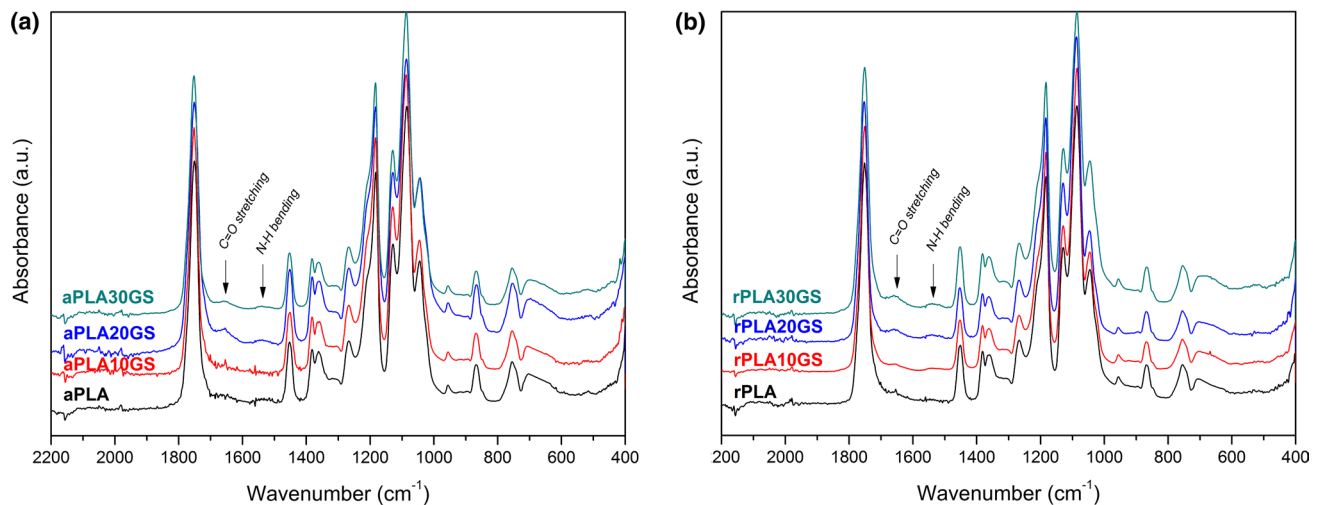 (a)
Absorbance (a.u.)
C=O stretching
N-H bending
aPLA30GS
aPLA20GS
aPLA10GS
aPLA
2200 2000 1800 1600 1400 1200 1000 800 600 400
Wavenumber (cm⁻¹)
(b)
Absorbance (a.u.)
C=O stretching
N-H bending
rPLA30GS
rPLA20GS
rPLA10GS
rPLA
200 2000 1800 1600 1400 1200 1000 800 600 400
Wavenumber (cm⁻¹)